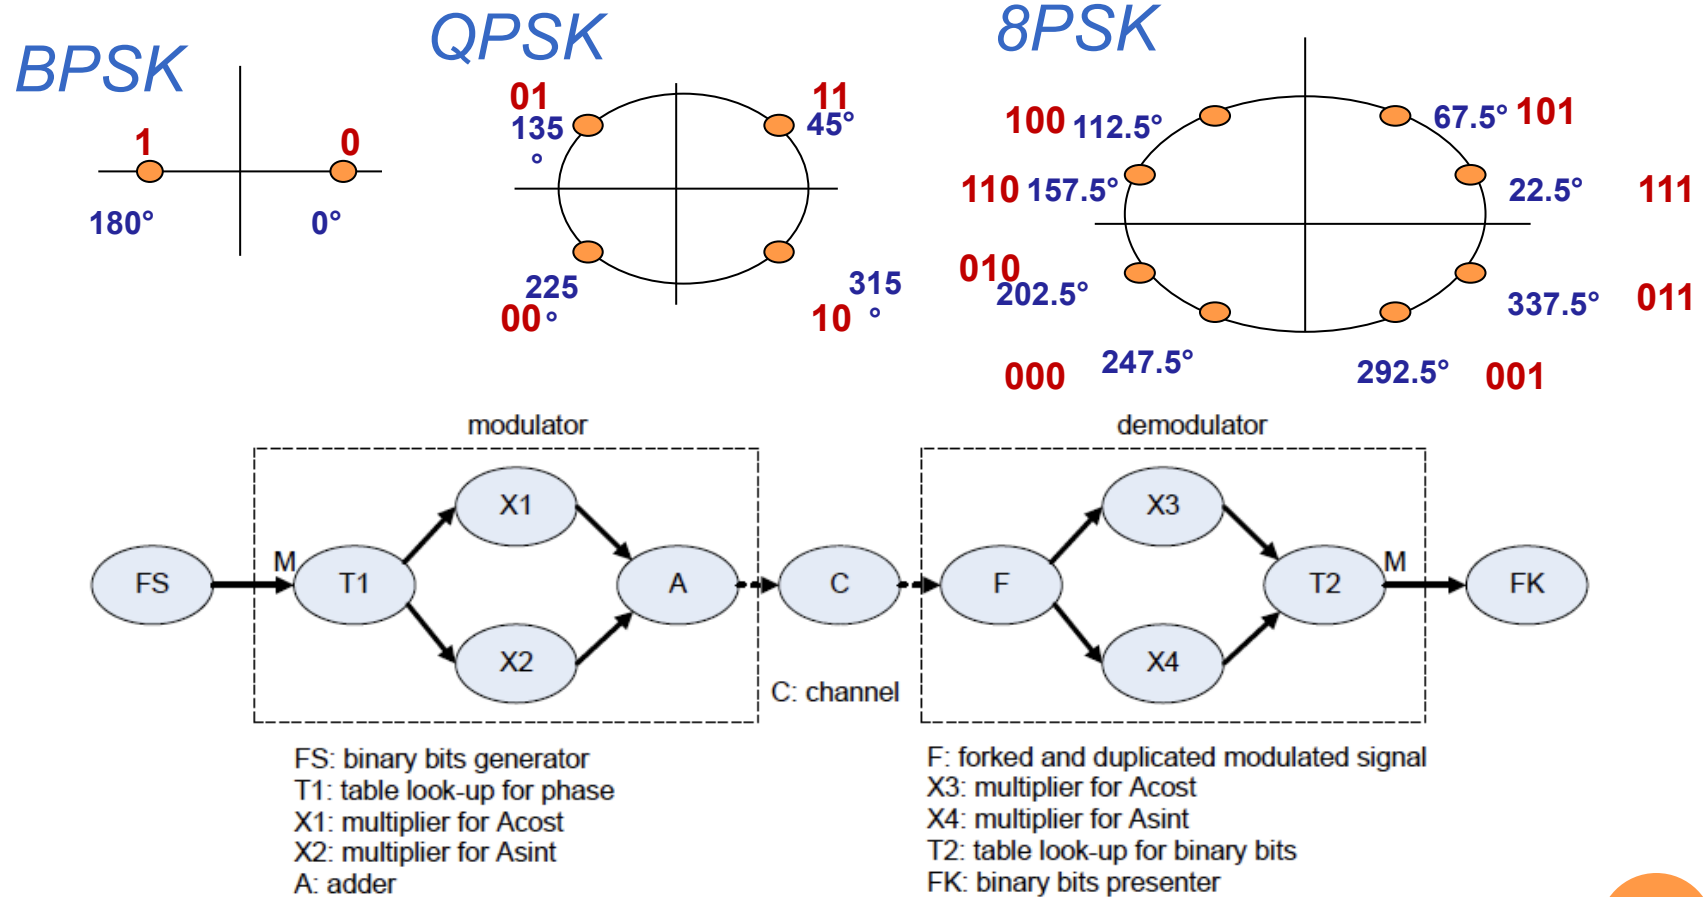 BPSK
1
0
180°
0°
QPSK
01
135
°
11
45°
225
00 °
315
10 °
8PSK
100 112.5°
67.5° 101
110 157.5°
22.5° 111
010
202.5°
337.5° 011
000 247.5°
292.5° 001
modulator
demodulator
FS
M
T1
X1
X2
A
C
F
X3
X4
T2
M
FK
C: channel
FS: binary bits generator
T1: table look-up for phase
X1: multiplier for Acost
X2: multiplier for Asint
A: adder
F: forked and duplicated modulated signal
X3: multiplier for Acost
X4: multiplier for Asint
T2: table look-up for binary bits
FK: binary bits presenter